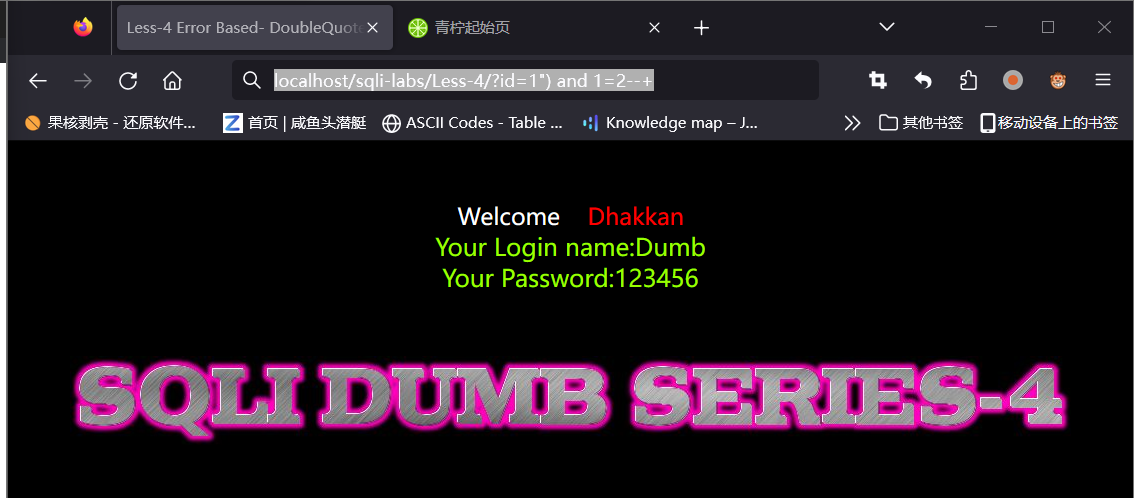 Less-4 Error Based- DoubleQuote
青柠起始页
localhost/sqli-labs/Less-4/?id=1") and 1=2--+
果核剥壳 - 还原软件...
首页 | 咸鱼头潜艇
ASCII Codes - Table ...
Knowledge map – J...
其他书签
移动设备上的书签
Welcome Dhakkan
Your Login name:Dumb
Your Password:123456
SQLI DUMB SERIES-4